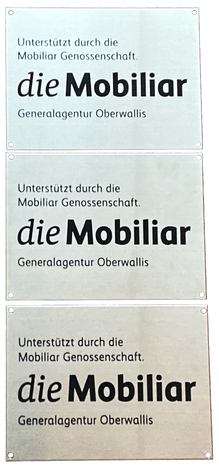 Unterstützt durch die
Mobiliar Genossenschaft.
die Mobiliar
Generalagentur Oberwallis
Unterstützt durch die
Mobiliar Genossenschaft.
die Mobiliar
Generalagentur Oberwallis
Unterstützt durch die
Mobiliar Genossenschaft.
die Mobiliar
Generalagentur Oberwallis